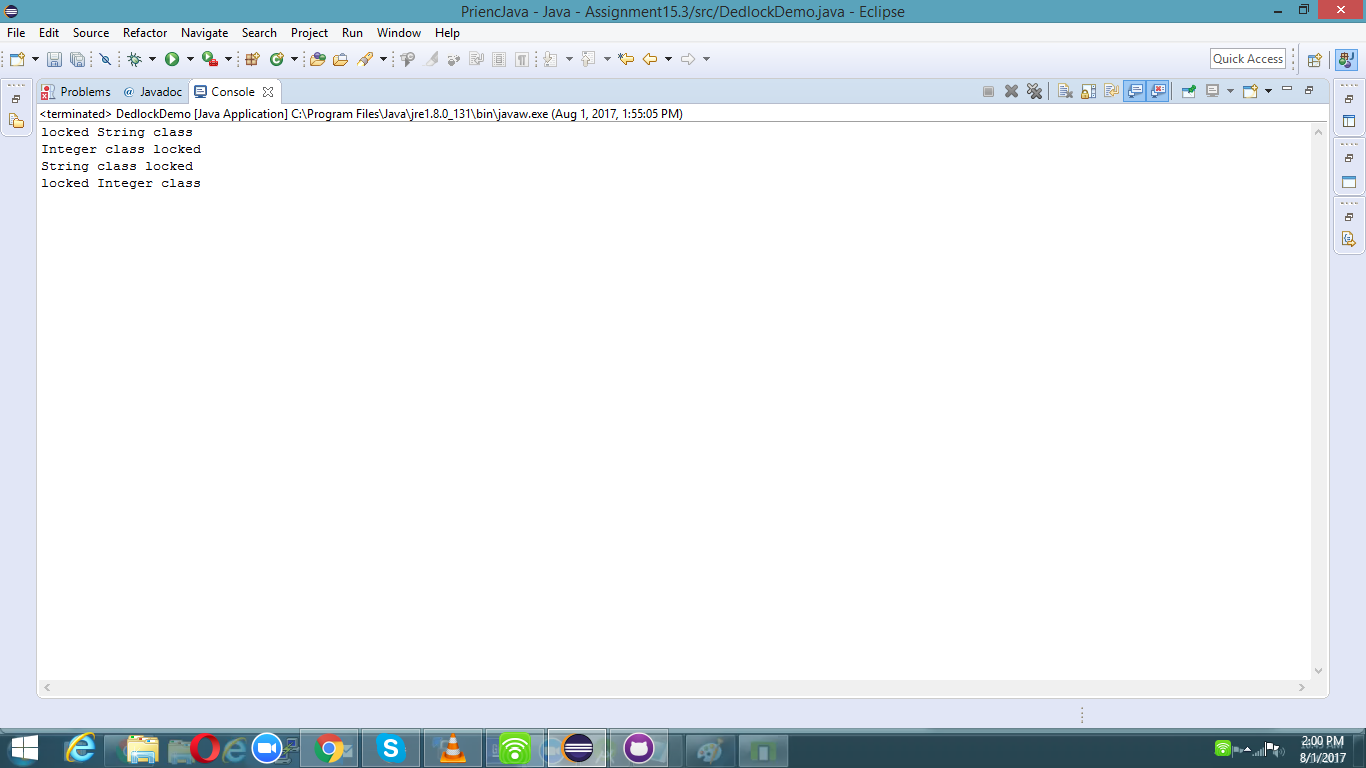 PriencJava - Java - Assignment15.3/src/DedlockDemo.java - Eclipse
File Edit Source Refactor Navigate Search Project Run Window Help
Quick Access
Problems @ Javadoc Console
<terminated> DedlockDemo [Java Application] C:\Program Files\Java\jre1.8.0_131\bin\javaw.exe (Aug 1, 2017, 1:55:05 PM)
locked String class
Integer class locked
String class locked
locked Integer class
2:00 PM
8/1/2017